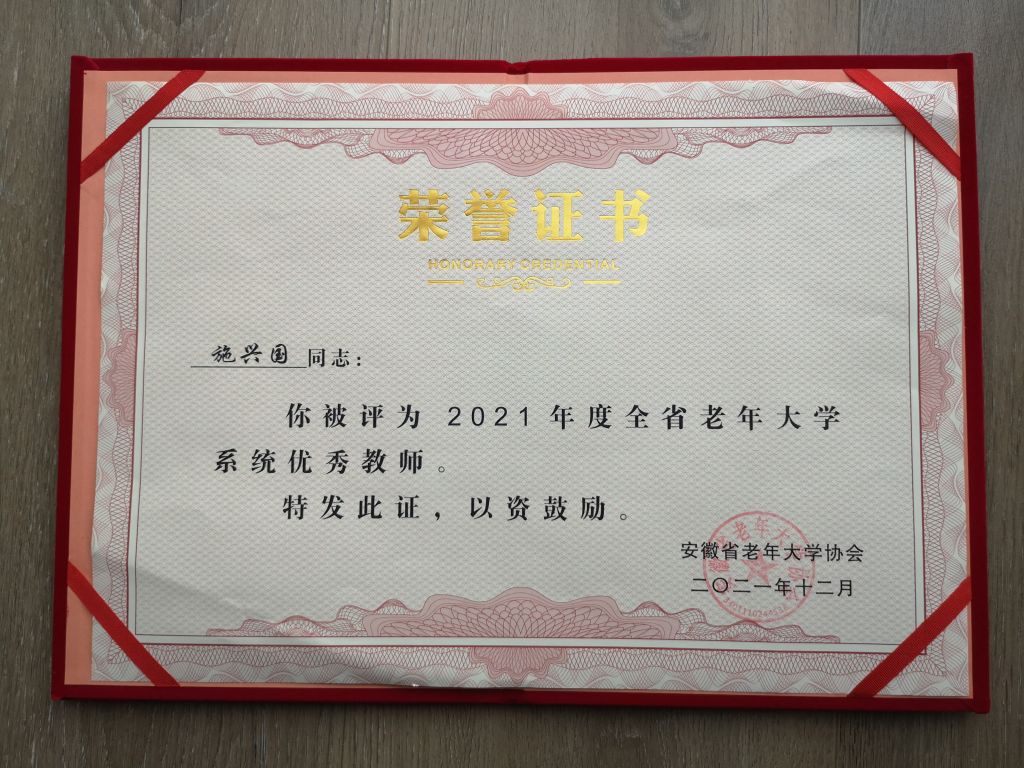 荣誉证书
HONORARY CREDENTIAL
施兴国同志：
你被评为 2021 年度全省老年大学
系统优秀教师。
特发此证，以资鼓励。
安徽省老年大学协会
二〇二一年十二月